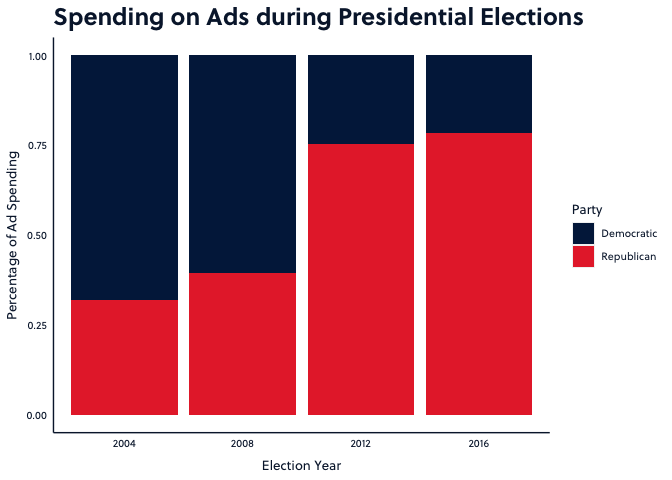 Spending on Ads during Presidential Elections
Percentage of Ad Spending
1.00
0.75
0.50
0.25
0.00
2004 2008 2012 2016
Election Year
Party
Democratic
Republican